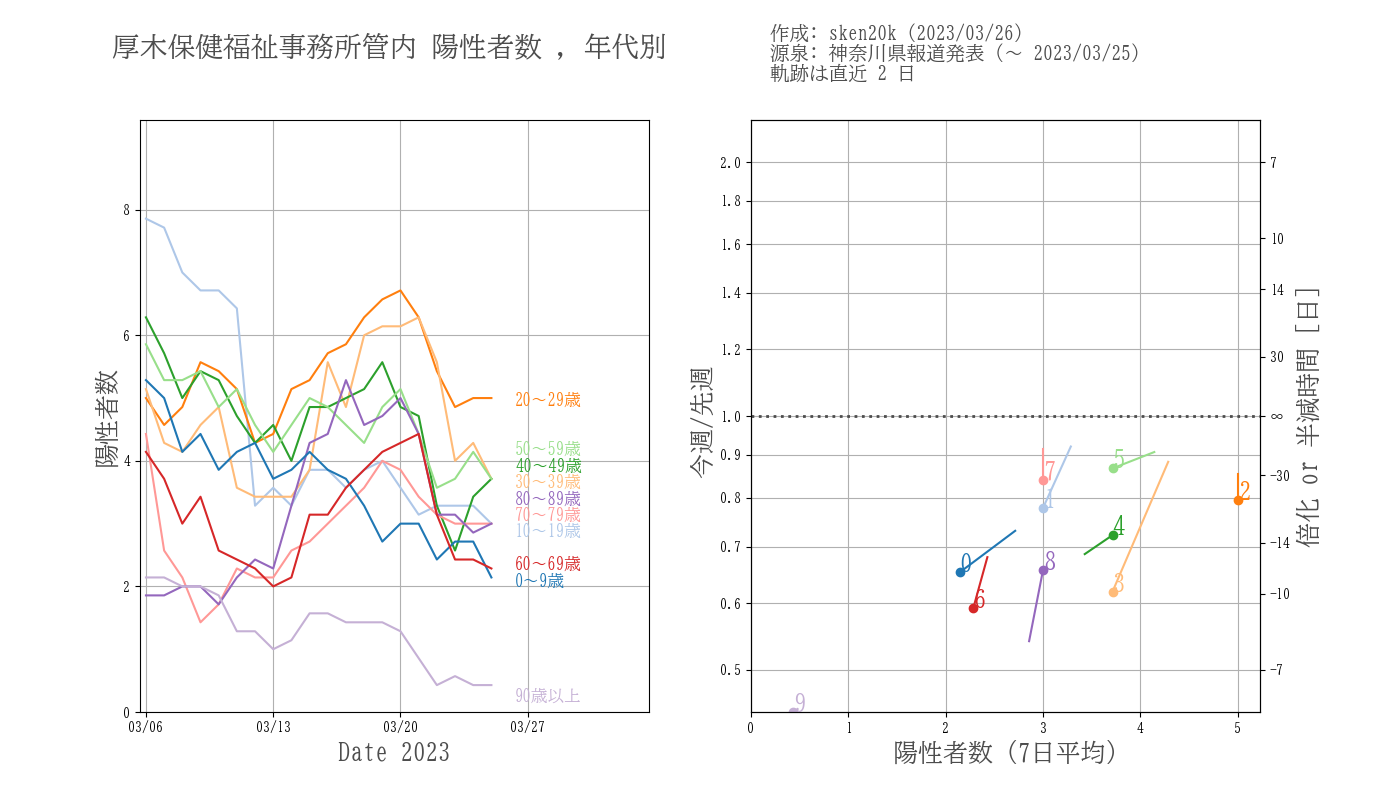 厚木保健福祉事務所管内 陽性者数 , 年代別
作成: sken20k (2023/03/26)
源泉: 神奈川県報道発表 (〜 2023/03/25)
軌跡は直近 2 日
陽性者数
8
6
4
2
0
03/06
03/13
03/20
03/27
Date 2023
20〜29歳
50〜59歳
40〜49歳
30〜39歳
80〜89歳
70〜79歳
10〜19歳
60〜69歳
0〜9歳
90歳以上
今週/先週
2.0
1.8
1.6
1.4
1.2
1.0
0.9
0.8
0.7
0.6
0.5
0
1
2
3
4
5
陽性者数 (7日平均)
5
7
2
1
4
0
8
3
6
9
7
10
14
30
∞
-30
-14
-10
-7
倍化 or 半減時間 [日]